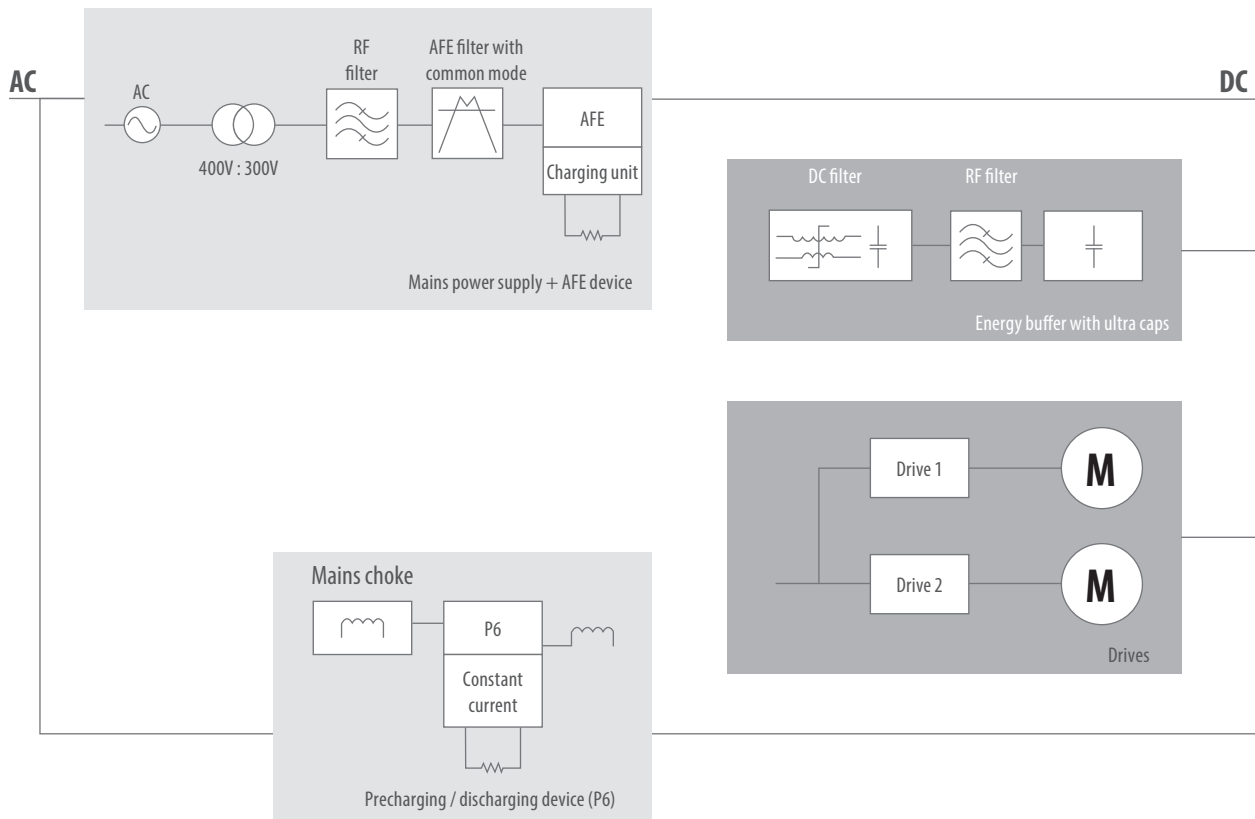 AC
DC
RF
filter
AFE filter with
common mode
AC
400V : 300V
AFE
Charging unit
Mains power supply + AFE device
DC filter
RF filter
Energy buffer with ultra caps
Drive 1
M
Drive 2
M
Drives
Mains choke
P6
Constant
current
Precharging / discharging device (P6)